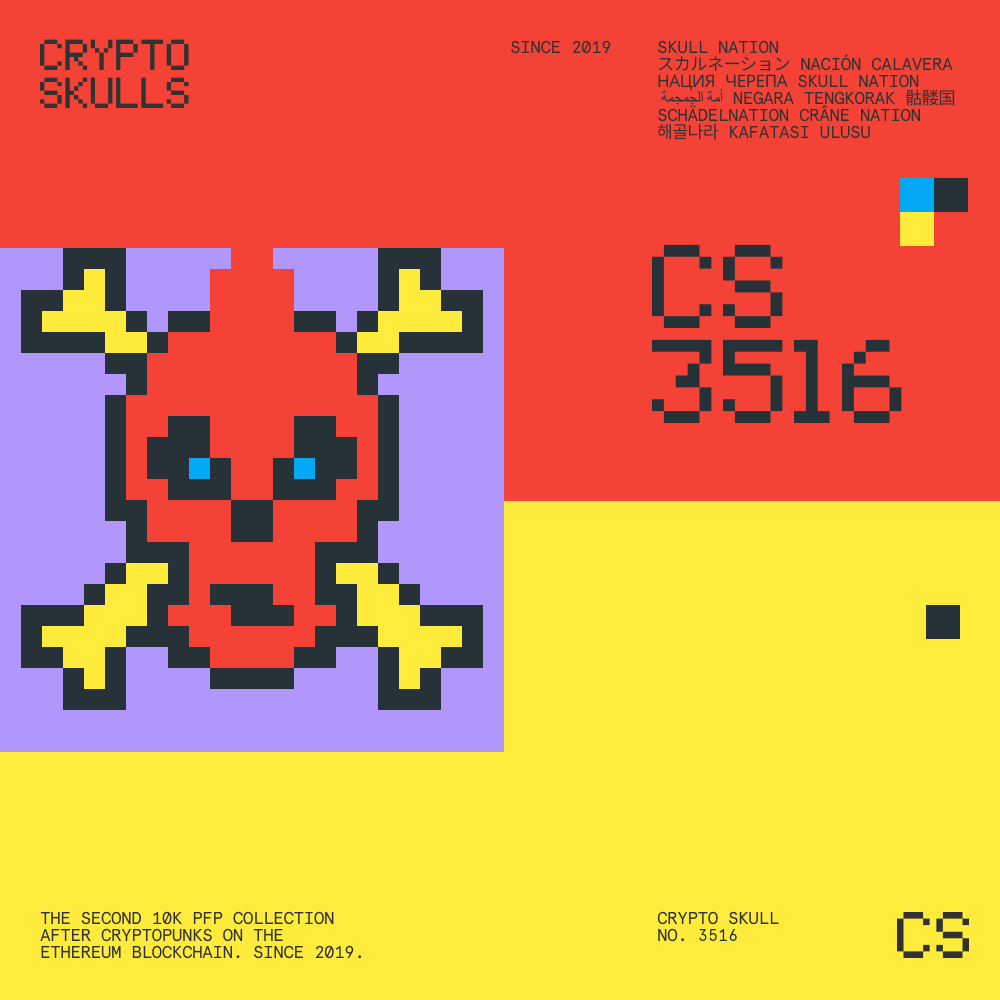 CRYPTO
SKULLS
SINCE 2019
SKULL NATION
スカルネーション NACIÓN CALAVERA
НАЦИЯ ЧЕРЕПА SKULL NATION
أمة الجمجمة NEGARA TENGKORAK 骷髅国
SCHÄDELNATION CRÂNE NATION
해골나라 KAFATASI ULUSU
CS
3516
THE SECOND 10K PFP COLLECTION
AFTER CRYPTOPUNKS ON THE
ETHEREUM BLOCKCHAIN. SINCE 2019.
CRYPTO SKULL
NO. 3516
CS